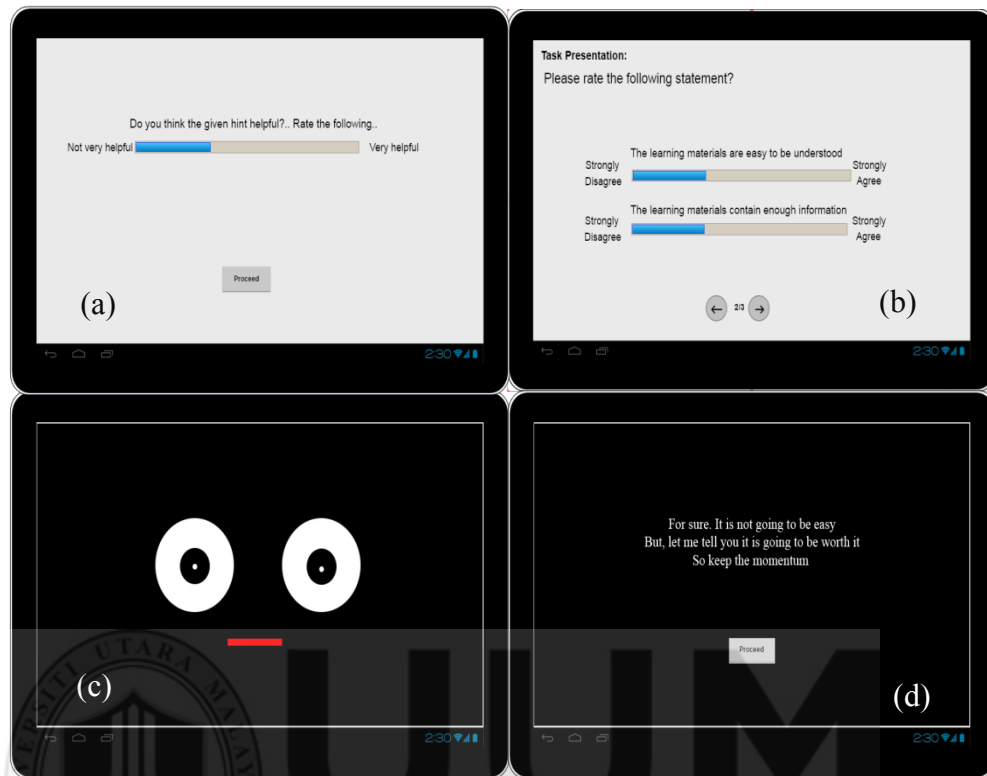 Do you think the given hint helpful?.. Rate the following..
Not very helpful
Very helpful
Proceed
(a)
2:30
Task Presentation:
Please rate the following statement?
The learning materials are easy to be understood
Strongly
Disagree
Strongly
Agree
The learning materials contain enough information
Strongly
Disagree
Strongly
Agree
2/3
(b)
2:30
(c)
2:30
For sure. It is not going to be easy
But, let me tell you it is going to be worth it
So keep the momentum
Proceed
(d)
2:30
UNIVERSITI UTARA MALAY
UUM